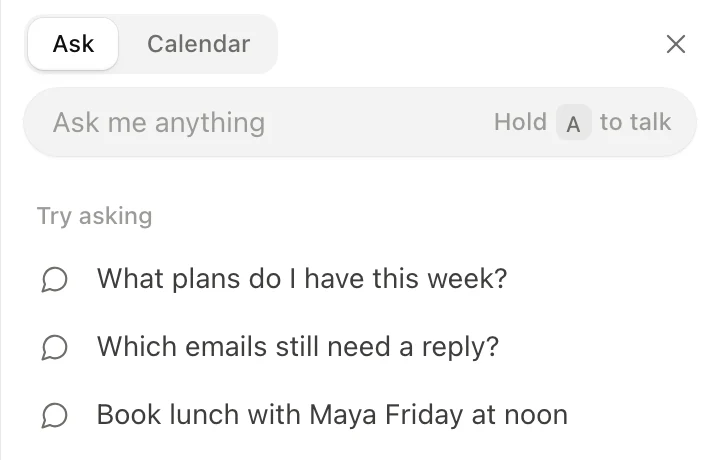 Ask Calendar
Ask me anything Hold A to talk
Try asking
What plans do I have this week?
Which emails still need a reply?
Book lunch with Maya Friday at noon